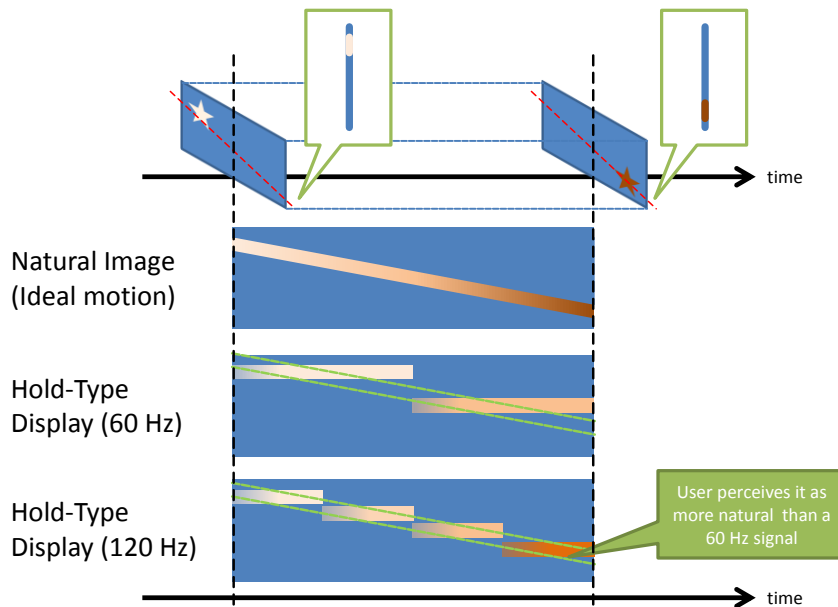 time
Natural Image
(Ideal motion)
Hold-Type
Display (60 Hz)
Hold-Type
Display (120 Hz)
User perceives it as
more natural than a
60 Hz signal
time